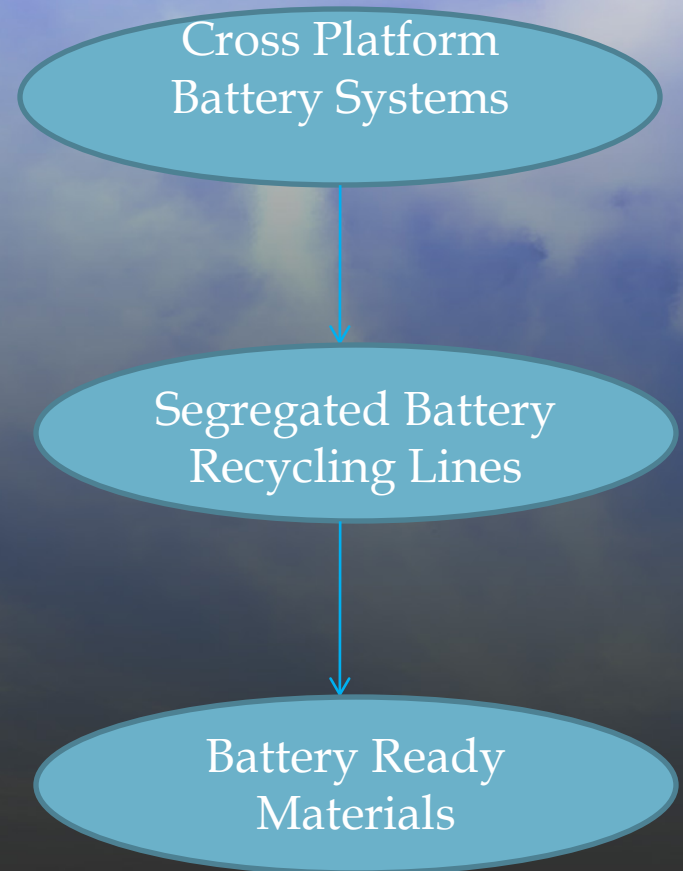 Cross Platform
Battery Systems
Segregated Battery
Recycling Lines
Battery Ready
Materials